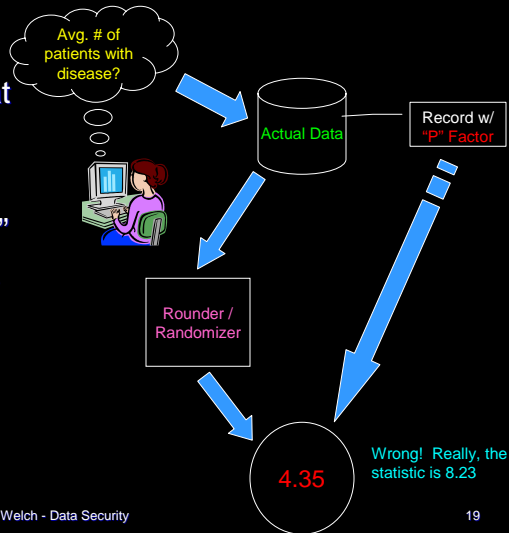 Avg. # of
patients with
disease?
Actual Data
Record w/
“P” Factor
”
Rounder /
Randomizer
4.35
Wrong! Really, the
statistic is 8.23
Welch - Data Security
19